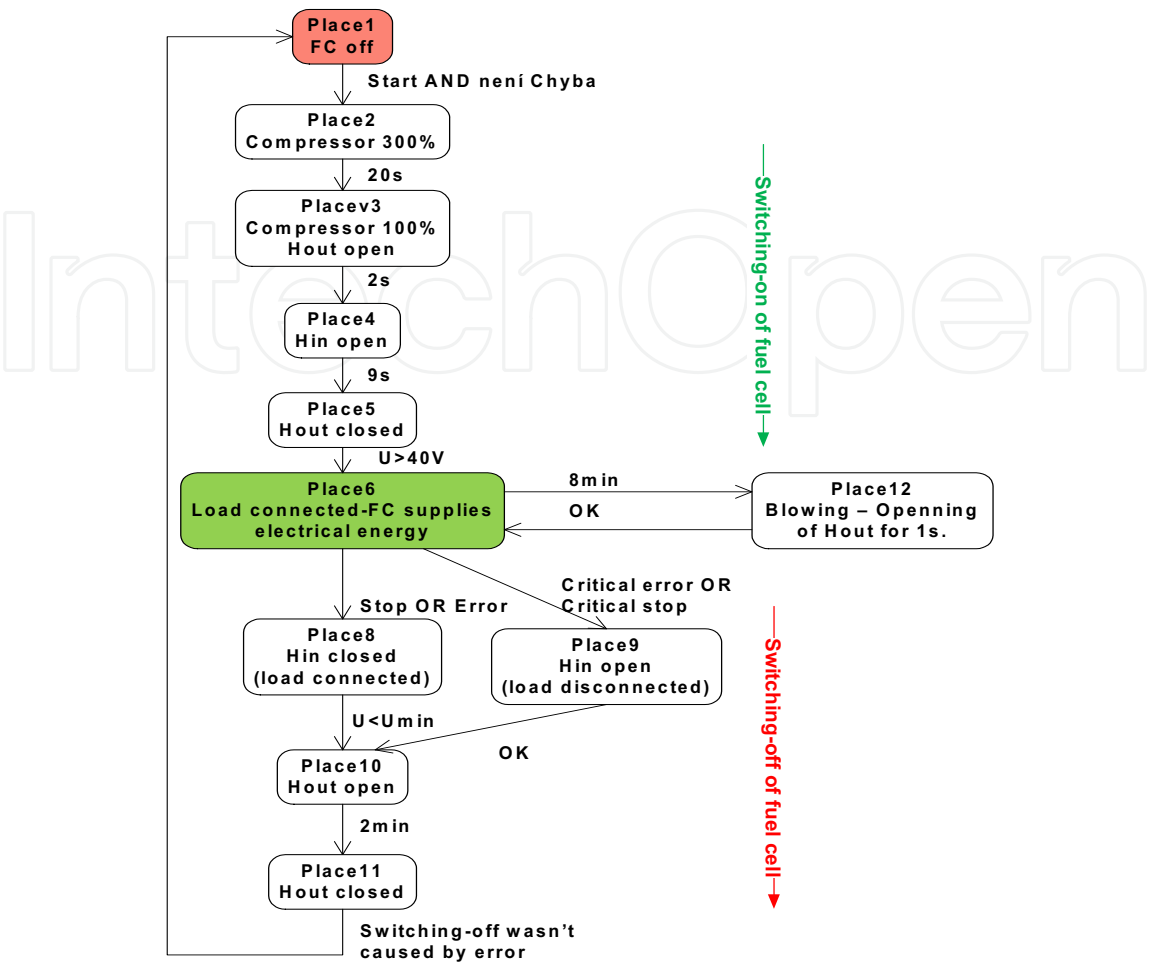 Place1
FC off
Start AND není Chyba
Place2
Compressor 300%
20s
Placev3
Compressor 100%
Hout open
2s
Place4
Hin open
9s
Place5
Hout closed
U>40V
Place6
Load connected-FC supplies
electrical energy
8min
OK
Place12
Blowing – Openning
of Hout for 1s.
Switching-on of fuel cell
Stop OR Error
Critical error OR
Critical stop
Place8
Hin closed
(load connected)
Place9
Hin open
(load disconnected)
U<Umin
OK
Place10
Hout open
2min
Place11
Hout closed
Switching-off wasn't
caused by error
Switching-off of fuel cell
IntechOpen